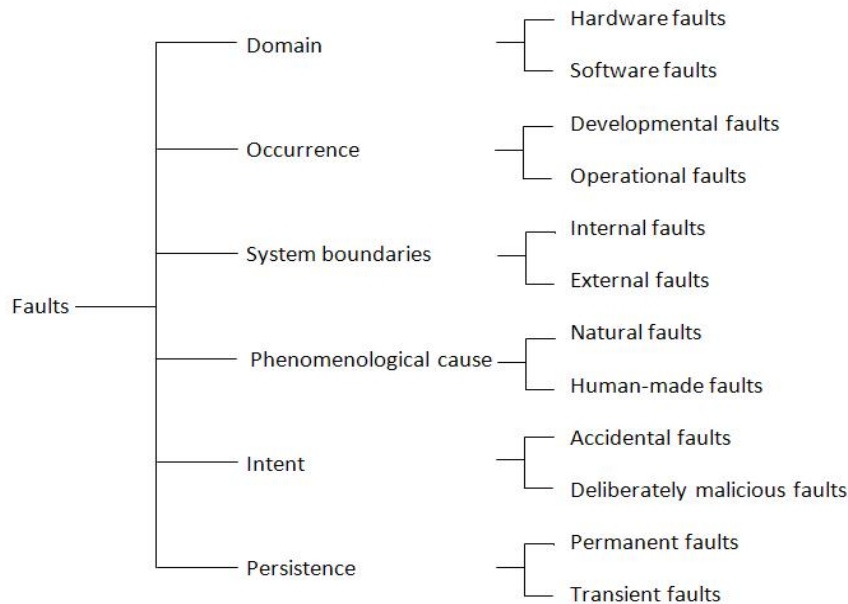 Hardware faults
Domain
Software faults
Developmental faults
Occurrence
Operational faults
Internal faults
System boundaries
External faults
Faults
Natural faults
Phenomenological cause
Human-made faults
Accidental faults
Intent
Deliberately malicious faults
Permanent faults
Persistence
Transient faults